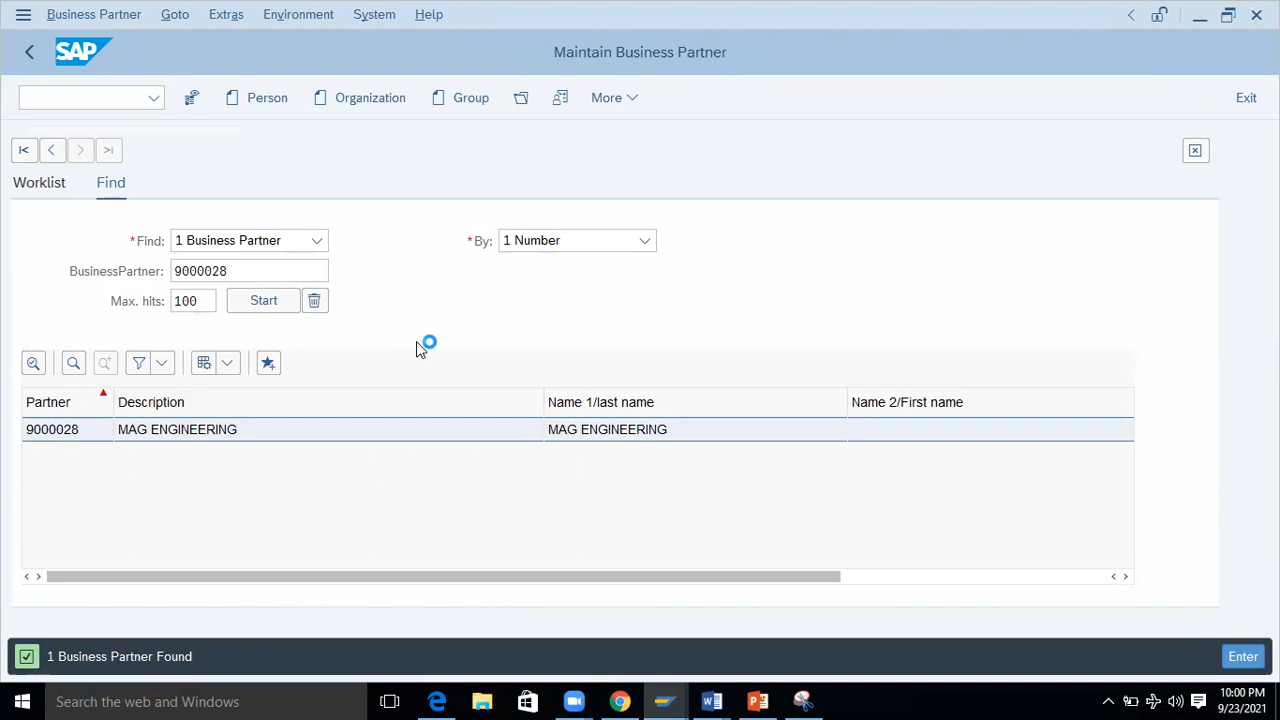 Business Partner Goto Extras Environment System Help
SAP Maintain Business Partner
Person Organization Group More Exit
Worklist Find
*Find: 1 Business Partner *By: 1 Number
BusinessPartner: 9000028
Max. hits: 100 Start
Partner Description Name 1/last name Name 2/First name
9000028 MAG ENGINEERING MAG ENGINEERING
1 Business Partner Found Enter
Search the web and Windows
10:00 PM
9/23/2021